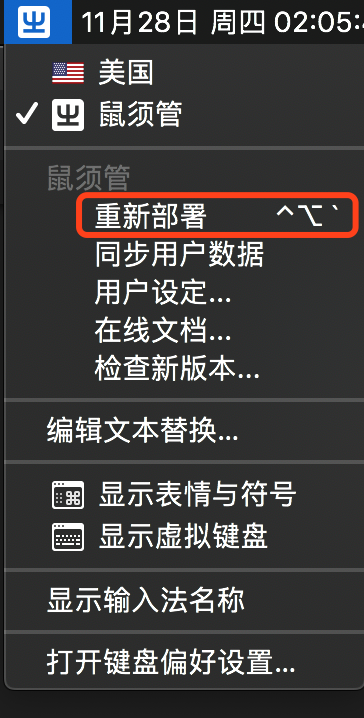 11月28日 周四 02:05:
美国
✓ 鼠须管
鼠须管
重新部署 ^⌥`
同步用户数据
用户设定...
在线文档...
检查新版本...
编辑文本替换...
显示表情与符号
显示虚拟键盘
显示输入法名称
打开键盘偏好设置...